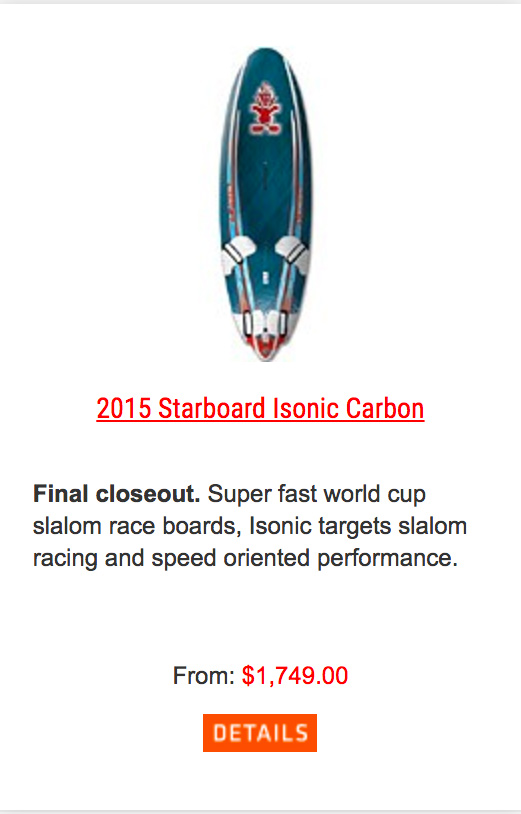 2015 Starboard Isonic Carbon
Final closeout. Super fast world cup
slalom race boards, Isonic targets slalom
racing and speed oriented performance.
From: $1,749.00
DETAILS